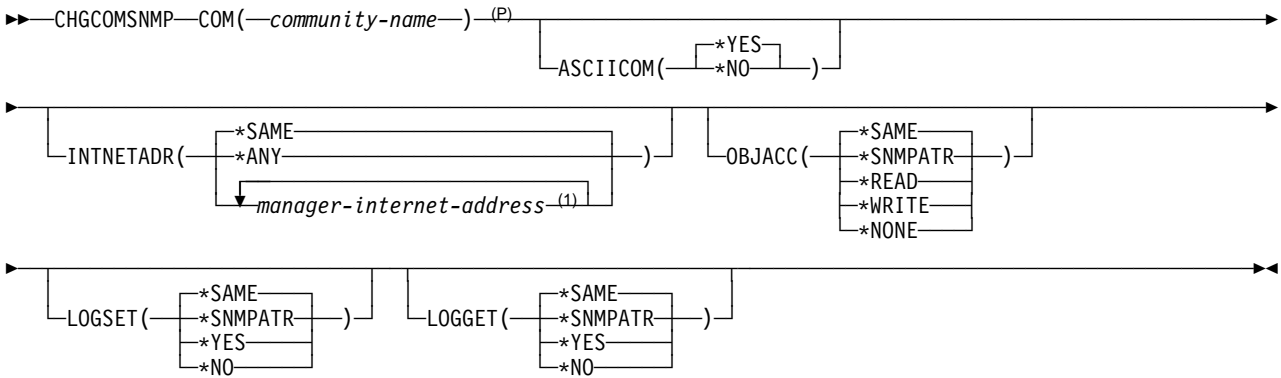 CHGCOMSNMP COM( community-name ) (P)
ASCIICOM( *YES )
*NO
INTNETADR( *SAME )
*ANY
manager-internet-address (1)
OBJACC( *SAME )
*SNMPATR
*READ
*WRITE
*NONE
LOGSET( *SAME )
*SNMPATR
*YES
*NO
LOGGET( *SAME )
*SNMPATR
*YES
*NO